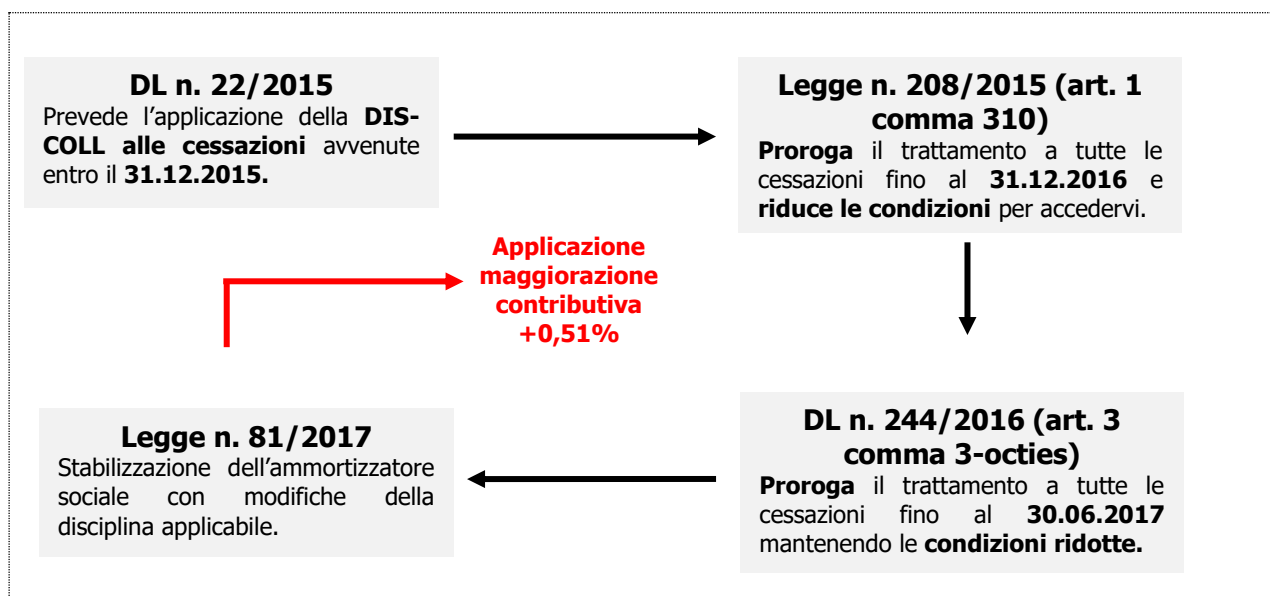 DL n. 22/2015
Prevede l'applicazione della DIS-
COLL alle cessazioni avvenute
entro il 31.12.2015.
Legge n. 208/2015 (art. 1
comma 310)
Proroga il trattamento a tutte le
cessazioni fino al 31.12.2016 e
riduce le condizioni per accedervi.
Applicazione
maggiorazione
contributiva
+0,51%
Legge n. 81/2017
Stabilizzazione dell'ammortizzatore
sociale con modifiche della
disciplina applicabile.
DL n. 244/2016 (art. 3
comma 3-octies)
Proroga il trattamento a tutte le
cessazioni fino al 30.06.2017
mantenendo le condizioni ridotte.